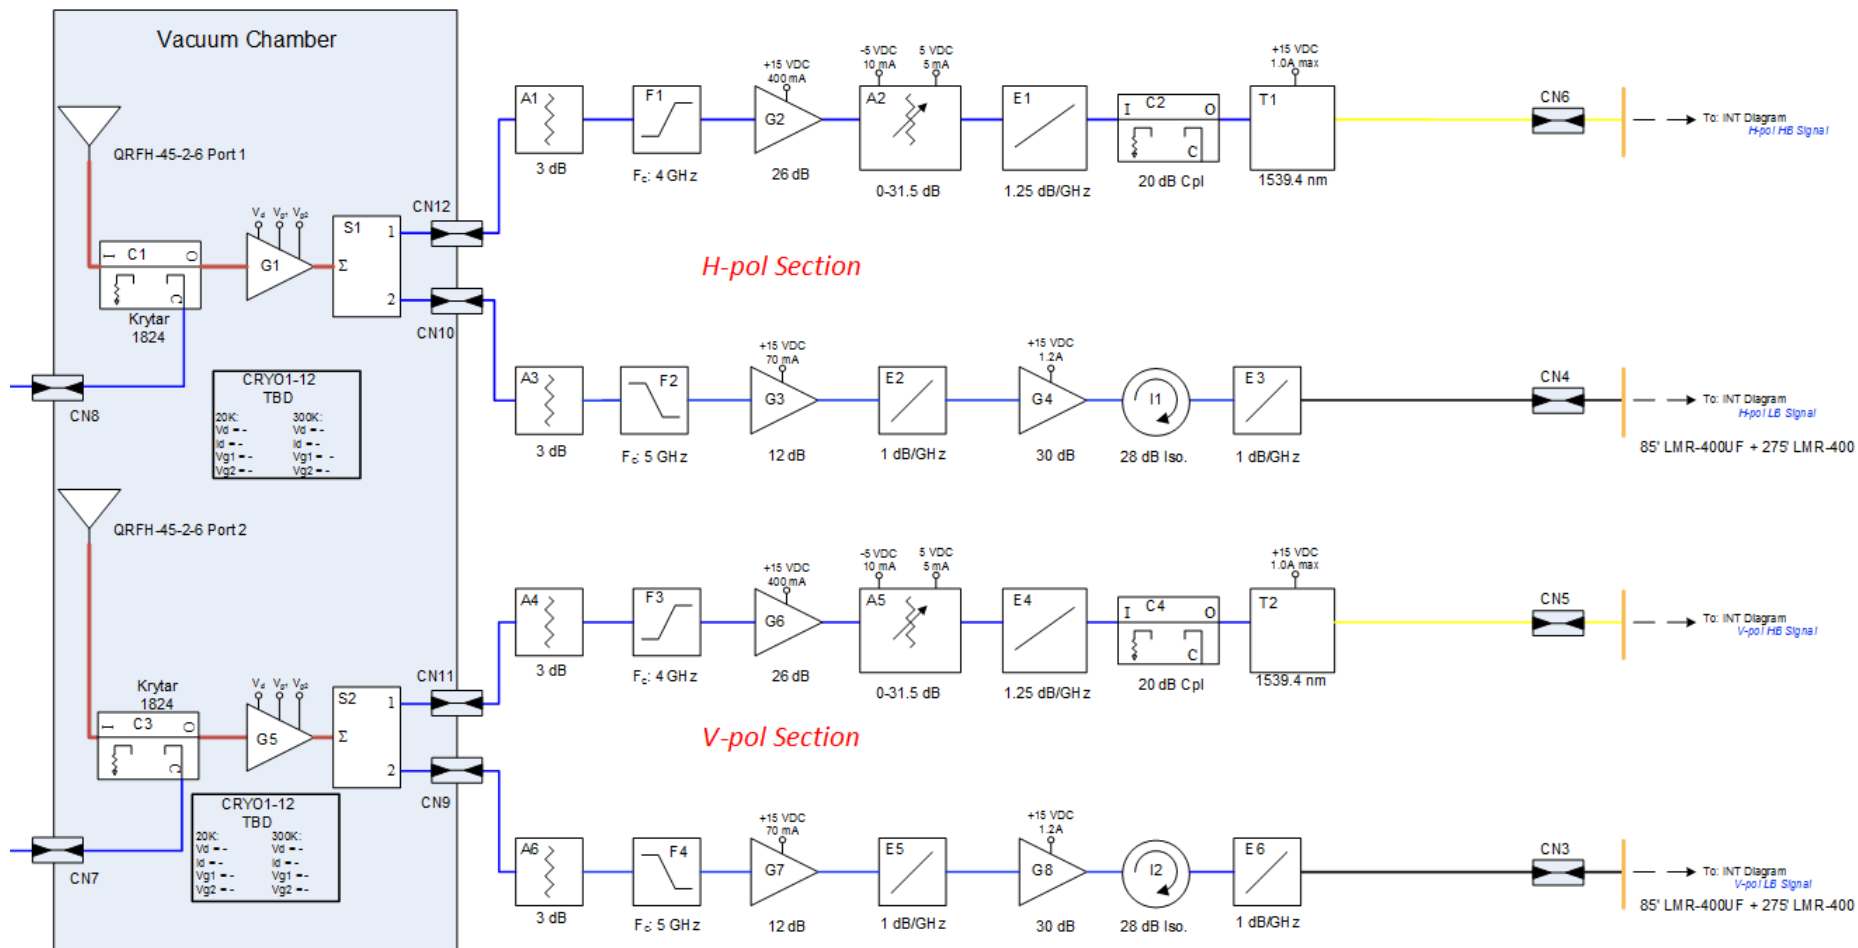 Vacuum Chamber
QRFH-45-2-6 Port 1
I
C1
O
C
Krytar
1824
Vd Vg1 Vg2
G1
S1
Σ
1
2
CN12
CN10
CN8
CRYO1-12
TBD
20K: 300K:
Vd = - Vd = -
Id = - Id = -
Vg1 = - Vg1 = -
Vg2 = - Vg2 = -
A1
3 dB
F1
Fc: 4 GHz
+15 VDC
400 mA
G2
26 dB
-5 VDC 5 VDC
10 mA 5 mA
A2
0-31.5 dB
E1
1.25 dB/GHz
C2
I O
C
20 dB Cpl
+15 VDC
1.0A max
T1
1539.4 nm
CN6
To: INT Diagram
H-pol HB Signal
H-pol Section
A3
3 dB
F2
Fc: 5 GHz
+15 VDC
70 mA
G3
12 dB
E2
1 dB/GHz
+15 VDC
1.2A
G4
30 dB
I1
28 dB Iso.
E3
1 dB/GHz
CN4
To: INT Diagram
H-pol LB Signal
85' LMR-400UF + 275' LMR-400
QRFH-45-2-6 Port 2
Krytar
1824
I
C3
O
C
Vd Vg1 Vg2
G5
S2
Σ
1
2
CN11
CN9
CN7
CRYO1-12
TBD
20K: 300K:
Vd = - Vd = -
Id = - Id = -
Vg1 = - Vg1 = -
Vg2 = - Vg2 = -
A4
3 dB
F3
Fc: 4 GHz
+15 VDC
400 mA
G6
26 dB
-5 VDC 5 VDC
10 mA 5 mA
A5
0-31.5 dB
E4
1.25 dB/GHz
C4
I O
C
20 dB Cpl
+15 VDC
1.0A max
T2
1539.4 nm
CN5
To: INT Diagram
V-pol HB Signal
V-pol Section
A6
3 dB
F4
Fc: 5 GHz
+15 VDC
70 mA
G7
12 dB
E5
1 dB/GHz
+15 VDC
1.2A
G8
30 dB
I2
28 dB Iso.
E6
1 dB/GHz
CN3
To: INT Diagram
V-pol LB Signal
85' LMR-400UF + 275' LMR-400